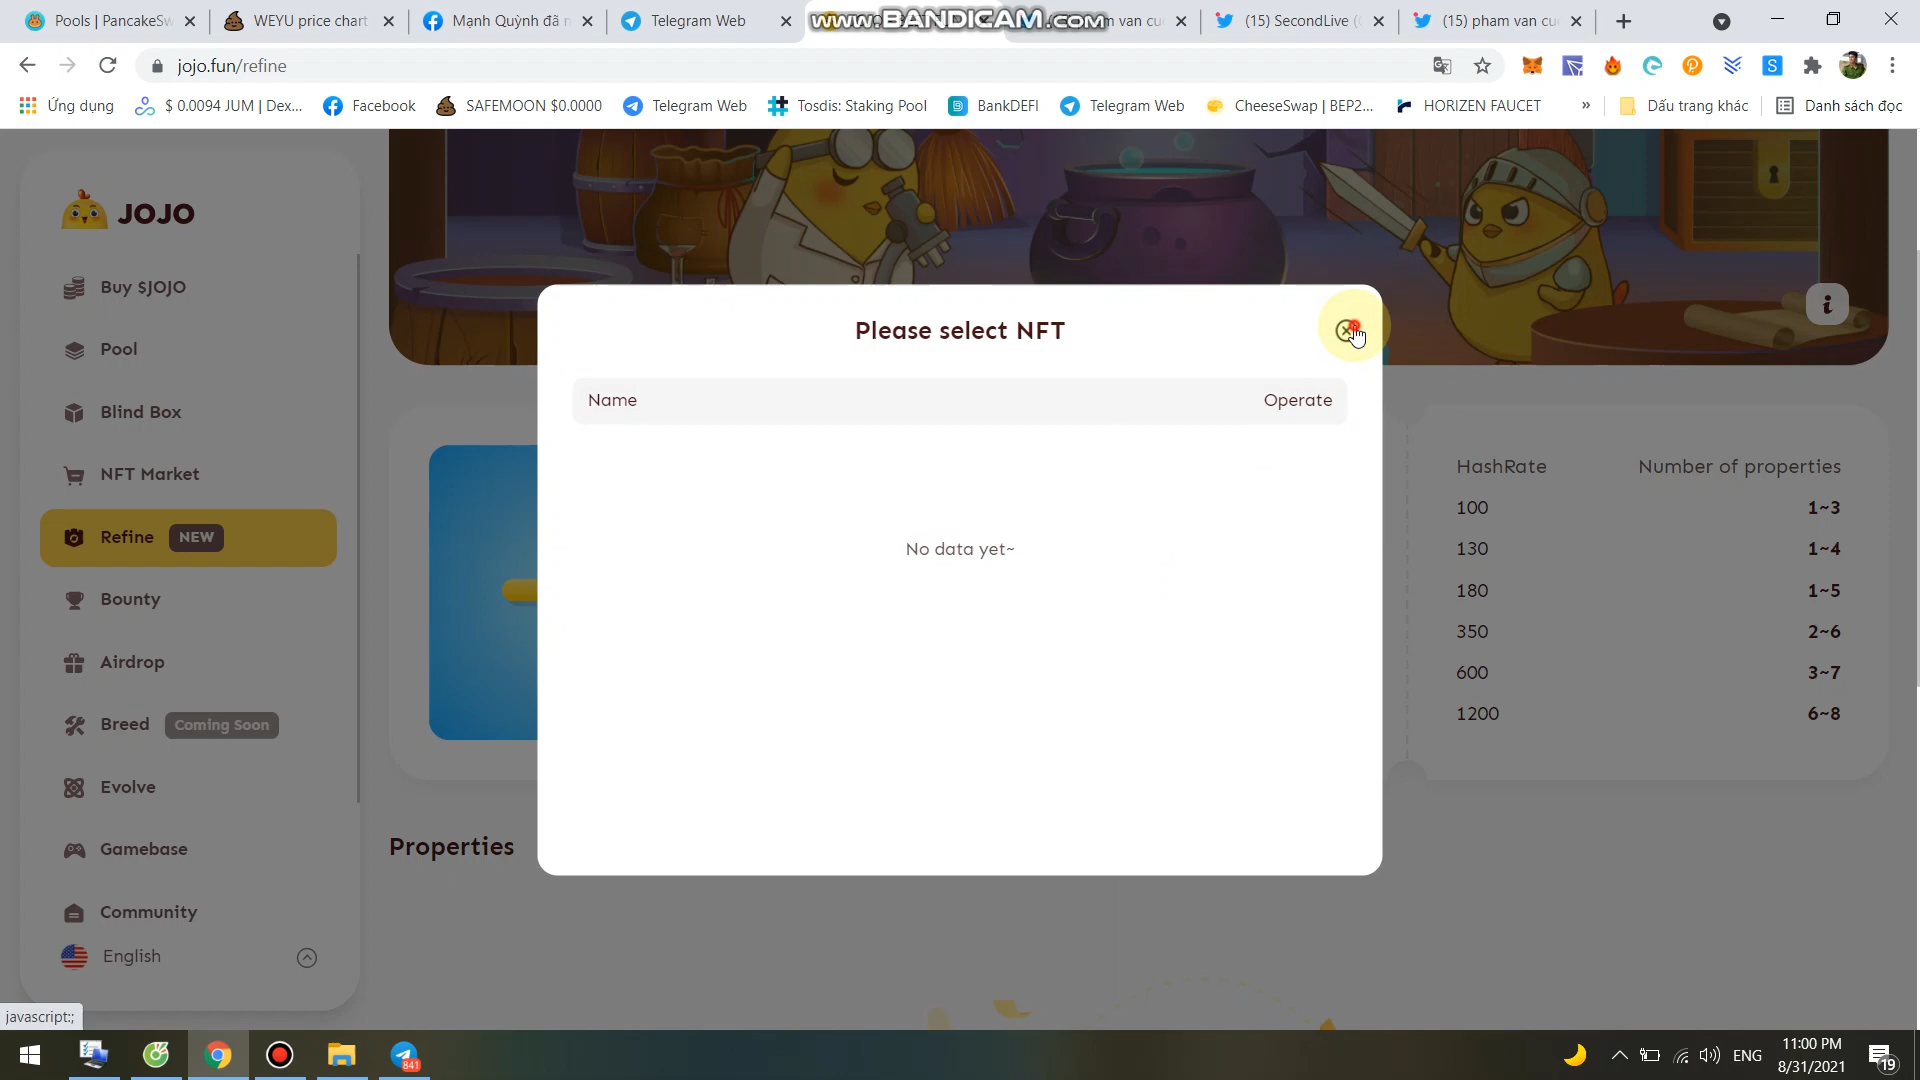 Pools | PancakeSw
WEYU price chart
Mạnh Quỳnh đã
Telegram Web
www.BANDICAM.com
m van cuo
(15) SecondLive (
(15) pham van cu
jojo.fun/refine
Ứng dụng
$ 0.0094 JUM | Dex...
Facebook
SAFEMOON $0.0000
Telegram Web
Tosdis: Staking Pool
BankDEFI
Telegram Web
CheeseSwap | BEP2...
HORIZEN FAUCET
»
Dấu trang khác
Danh sách đọc
JOJO
Buy $JOJO
Pool
Blind Box
NFT Market
Refine NEW
Bounty
Airdrop
Breed Coming Soon
Evolve
Gamebase
Community
English
Please select NFT
Name Operate
No data yet~
HashRate Number of properties
100 1~3
130 1~4
180 1~5
350 2~6
600 3~7
1200 6~8
Properties
javascript:;
841
ENG
11:00 PM
8/31/2021
19